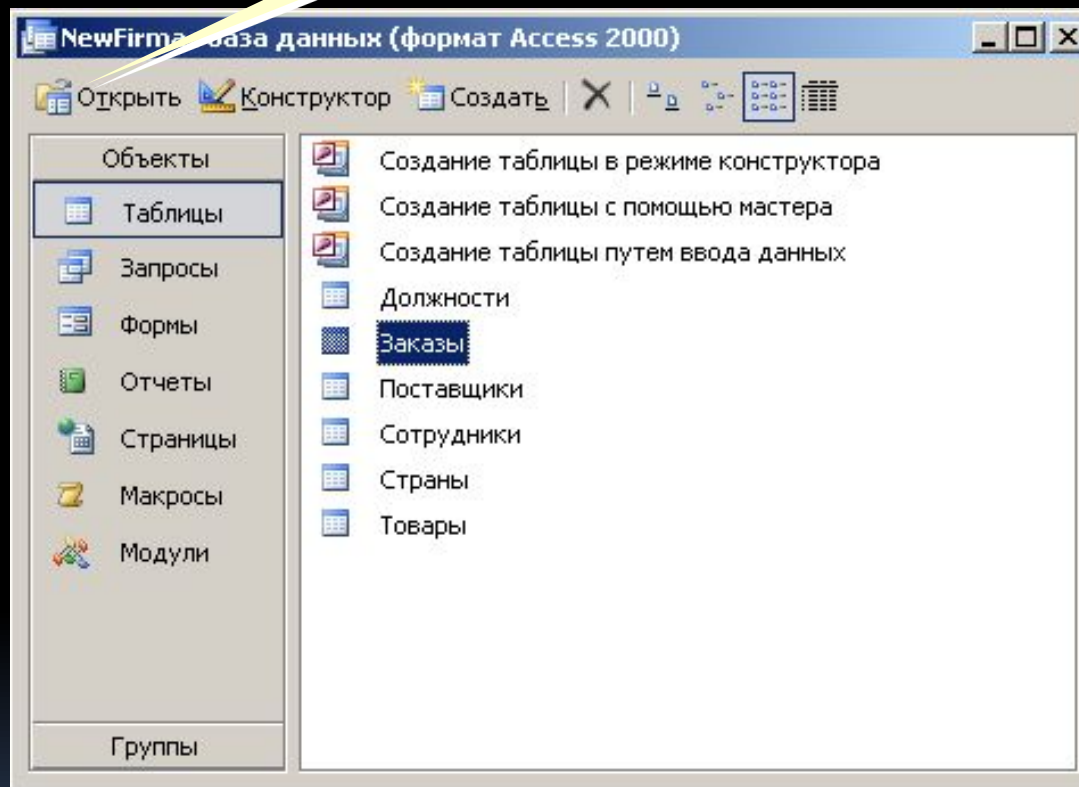 NewFirma база данных (формат Access 2000)
Открыть Конструктор Создать
Объекты
Таблицы
Запросы
Формы
Отчеты
Страницы
Макросы
Модули
Группы
Создание таблицы в режиме конструктора
Создание таблицы с помощью мастера
Создание таблицы путем ввода данных
Должности
Заказы
Поставщики
Сотрудники
Страны
Товары